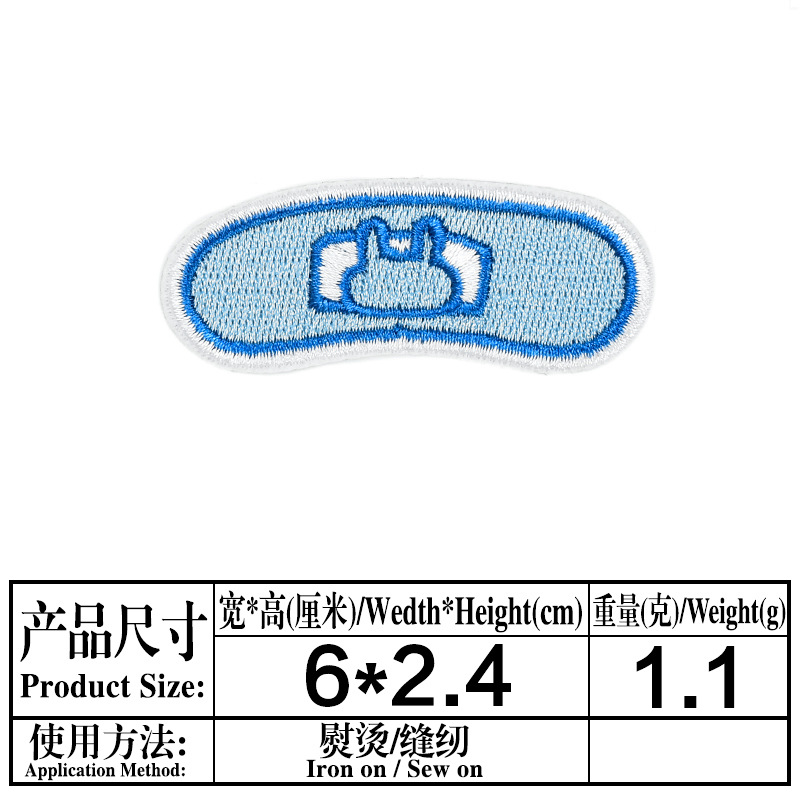 产品尺寸
Product Size:
宽*高(厘米)/Wedth*Height(cm)
重量(克)/Weight(g)
6*2.4
1.1
使用方法:
Application Method:
熨烫/缝纫
Iron on / Sew on